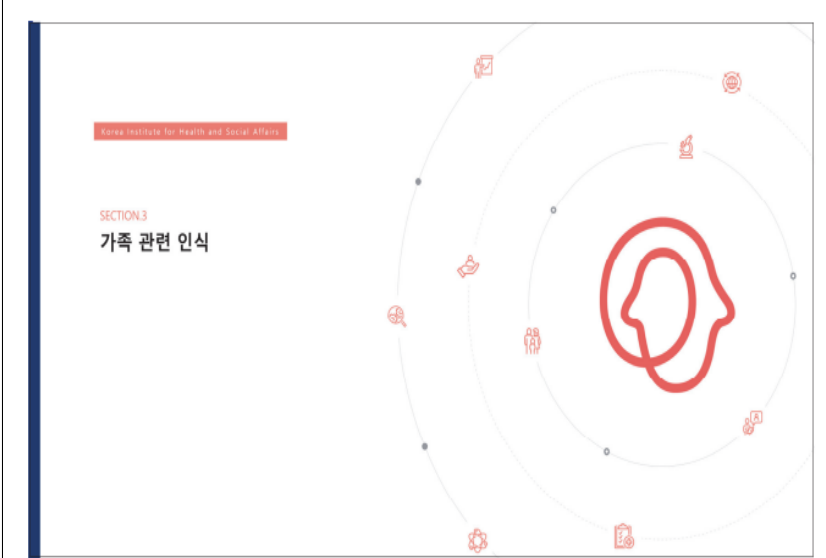 Korea Institute for Health and Social Affairs
SECTION.3
가족 관련 인식